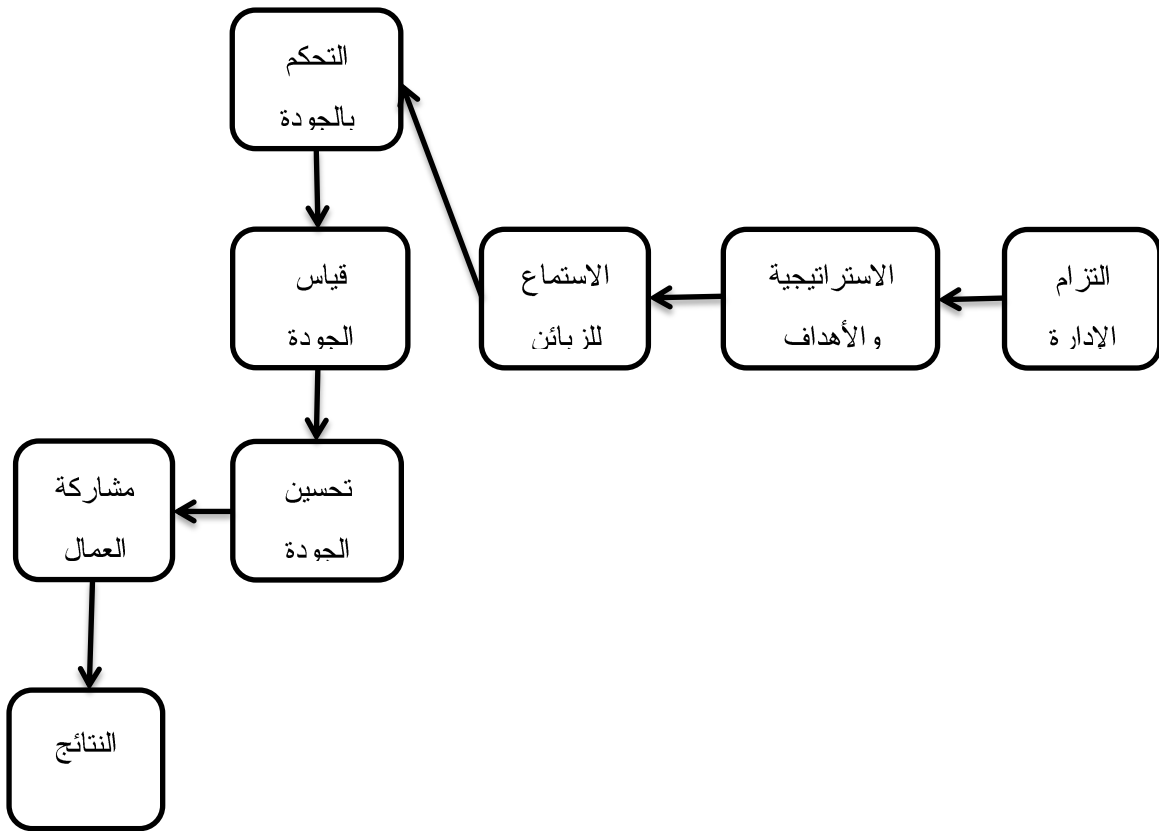 التزام
الإدارة
الاستراتيجية
والأهداف
الاستماع
للزبائن
التحكم
بالجودة
قياس
الجودة
تحسين
الجودة
مشاركة
العمال
النتائج